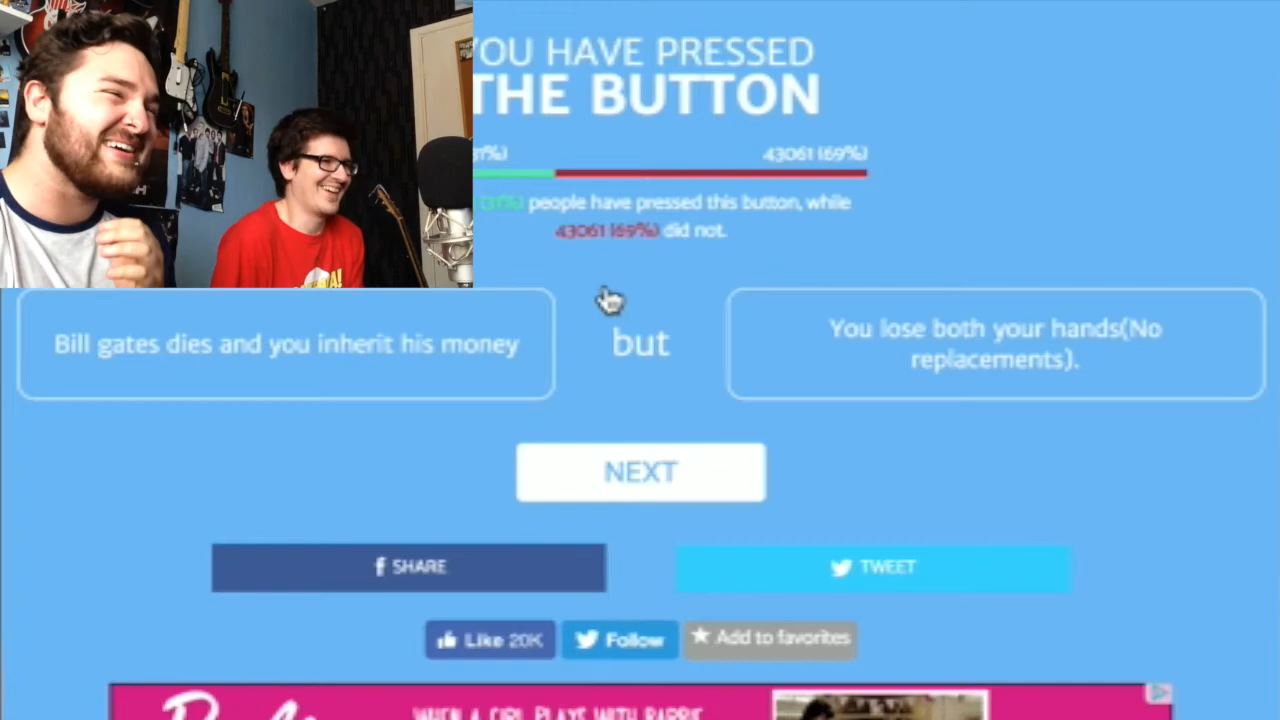 YOU HAVE PRESSED
THE BUTTON
43061 (69%)
(31%) people have pressed this button, while
43061 (69%) did not.
Bill gates dies and you inherit his money
but
You lose both your hands(No
replacements).
NEXT
f SHARE
TWEET
Like 20K
Follow
Add to favorites
WHEN A GIRL PLAYS WITH BARBIE